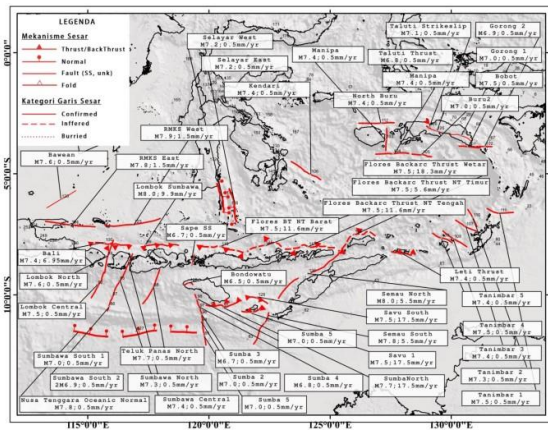 LEGENDA
Mekanisme Sesar
Thrust/BackThrust
Normal
Fault (SS, unk)
Fold
Kategori Garis Sesar
Confirmed
Inffered
Burried
0°0'0"
5°0'0"S
10°0'0"S
115°0'0"E
120°0'0"E
125°0'0"E
130°0'0"E
Selayar West
M7.2;0.5mm/yr
Selayar East
M7.2;0.5mm/yr
Kendari
M7.4;0.5mm/yr
Manipa
M7.4;0.5mm/yr
Taluti Strikeslip
M7.1;0.5mm/yr
Taluti Thrust
M6.8;0.5mm/yr
Manipa
M7.4;0.5mm/yr
North Buru
M7.4;0.5mm/yr
Gorong 2
M6.9;0.5mm/yr
Gorong 1
M7.0;0.5mm/yr
Bobot
M7.5;0.5mm/yr
Buru2
M7.0;0.5mm/yr
RMKS West
M7.9;1.5mm/yr
Bawean
M7.6;0.5mm/yr
RMKS East
M7.8;1.5mm/yr
Lombok Sumbawa
M8.0;9.9mm/yr
Sape SS
M6.7;0.5mm/yr
Flores BT NT Barat
M7.5;11.6mm/yr
Flores Backarc Thrust Wetar
M7.5;18.3mm/yr
Flores Backarc Thrust NT Timur
M7.5;5.6mm/yr
Flores Backarc Thrust NT Tengah
M7.5;11.6mm/yr
Bali
M7.4;6.95mm/yr
Lombok North
M7.6;0.5mm/yr
Lombok Central
M7.5;0.5mm/yr
Bondowatu
M6.5;0.5mm/yr
Leti Thrust
M7.4;0.5mm/yr
Semau North
M8.0;5.5mm/yr
Savu South
M7.5;17.5mm/yr
Semau South
M7.8;5.5mm/yr
Savu 1
M7.5;17.5mm/yr
SumbaNorth
M7.7;17.5mm/yr
Tanimbar 5
M7.4;0.5mm/yr
Tanimbar 4
M7.5;0.5mm/yr
Tanimbar 3
M7.4;0.5mm/yr
Tanimbar 2
M7.3;0.5mm/yr
Tanimbar 1
M7.5;0.5mm/yr
Sumbawa South 1
M7.0;0.5mm/yr
Teluk Panas North
M7.7;0.5mm/yr
Sumba 3
M6.7;0.5mm/yr
Sumba 5
M7.0;0.5mm/yr
Sumbawa South 2
2M6.9;0.5mm/yr
Sumbawa North
M7.3;0.5mm/yr
Sumba 2
M7.0;0.5mm/yr
Sumba 4
M6.8;0.5mm/yr
Nusa Tenggara Oceanic Normal
M7.8;0.5mm/yr
Sumbawa Central
M7.4;0.5mm/yr
Sumba 5
M7.0;0.5mm/yr